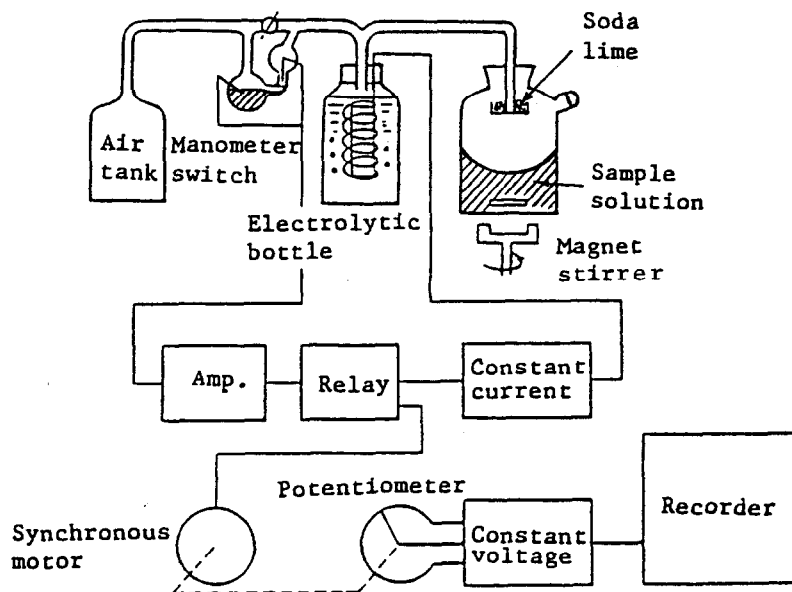 Soda
lime
Air
tank
Manometer
switch
Sample
solution
Electrolytic
bottle
Magnet
stirrer
Amp.
Relay
Constant
current
Potentiometer
Synchronous
motor
Constant
voltage
Recorder